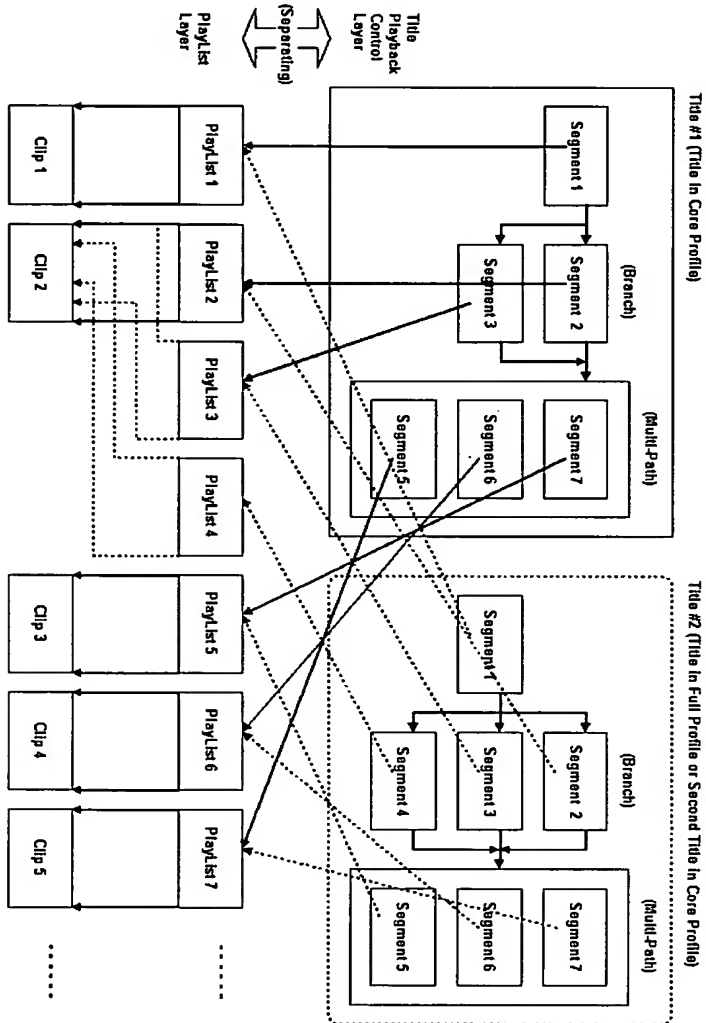 Title #1 (Title in Core Profile)
Title #2 (Title in Full Profile or Second Title in Core Profile)
Title
Playback
Control
Layer
(Separating)
PlayList
Layer
(Branch)
(Multi-Path)
Segment 1
Segment 2
Segment 3
Segment 7
Segment 6
Segment 5
(Branch)
(Multi-Path)
Segment 1
Segment 2
Segment 3
Segment 4
Segment 7
Segment 6
Segment 5
PlayList 1
PlayList 2
PlayList 3
PlayList 4
PlayList 5
PlayList 6
PlayList 7
Clip 1
Clip 2
Clip 3
Clip 4
Clip 5